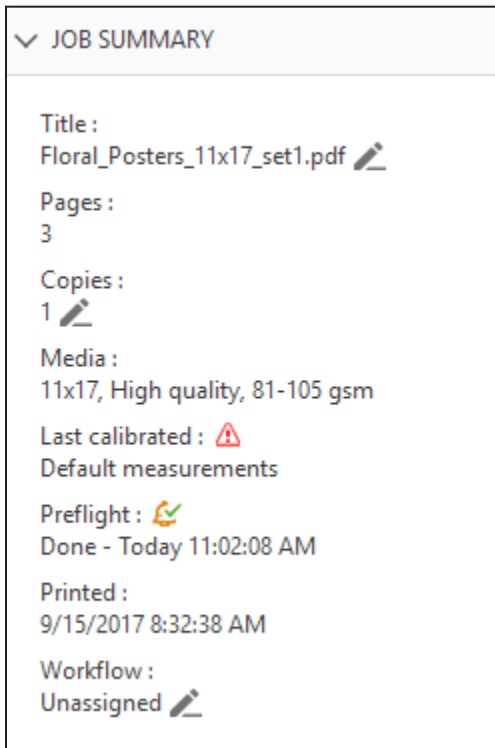 JOB SUMMARY
Title :
Floral_Posters_11x17_set1.pdf
Pages :
3
Copies :
1
Media :
11x17, High quality, 81-105 gsm
Last calibrated :
Default measurements
Preflight :
Done - Today 11:02:08 AM
Printed :
9/15/2017 8:32:38 AM
Workflow :
Unassigned